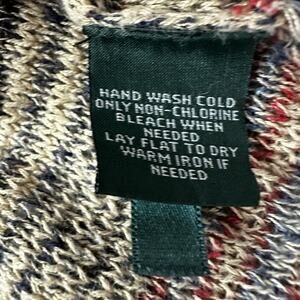 HAND WASH COLD
ONLY NON-CHLORINE
BLEACH WHEN
NEEDED
LAY FLAT TO DRY
WARM IRON IF
NEEDED